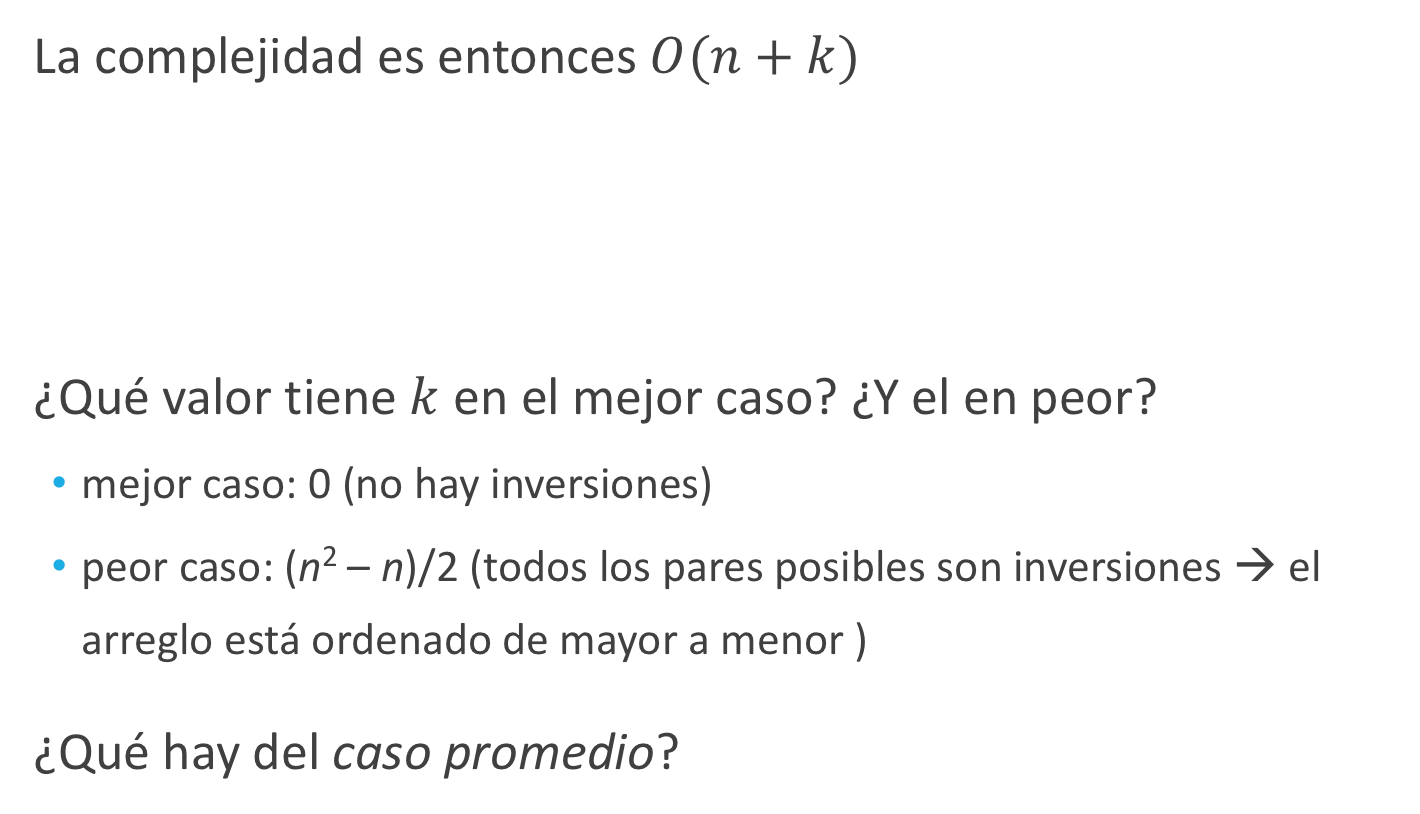 La complejidad es entonces O(n + k)
¿Qué valor tiene k en el mejor caso? ¿Y el en peor?
• mejor caso: 0 (no hay inversiones)
• peor caso: (n² – n)/2 (todos los pares posibles son inversiones → el
arreglo está ordenado de mayor a menor )
¿Qué hay del caso promedio?